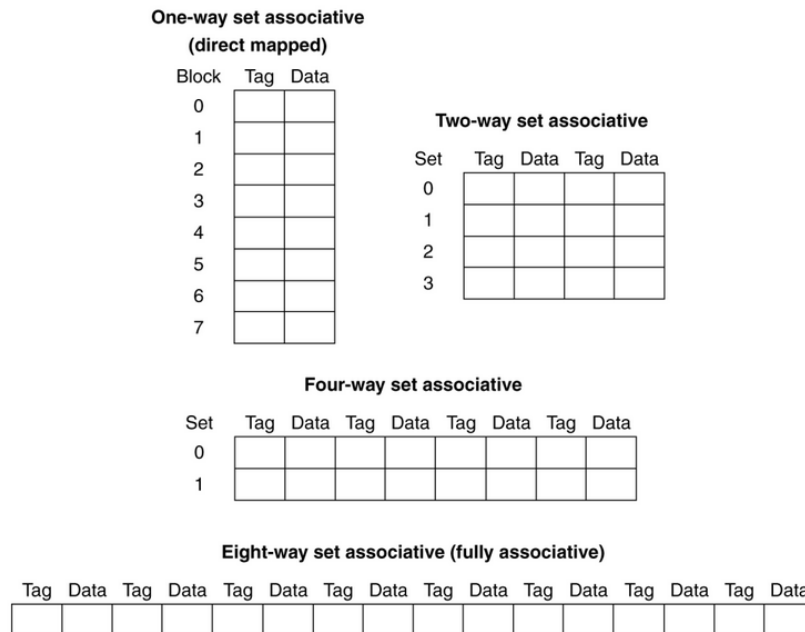 One-way set associative
(direct mapped)
Block Tag Data
0
1
2
3
4
5
6
7
Two-way set associative
Set Tag Data Tag Data
0
1
2
3
Four-way set associative
Set Tag Data Tag Data Tag Data Tag Data
0
1
Eight-way set associative (fully associative)
Tag Data Tag Data Tag Data Tag Data Tag Data Tag Data Tag Data Tag Data